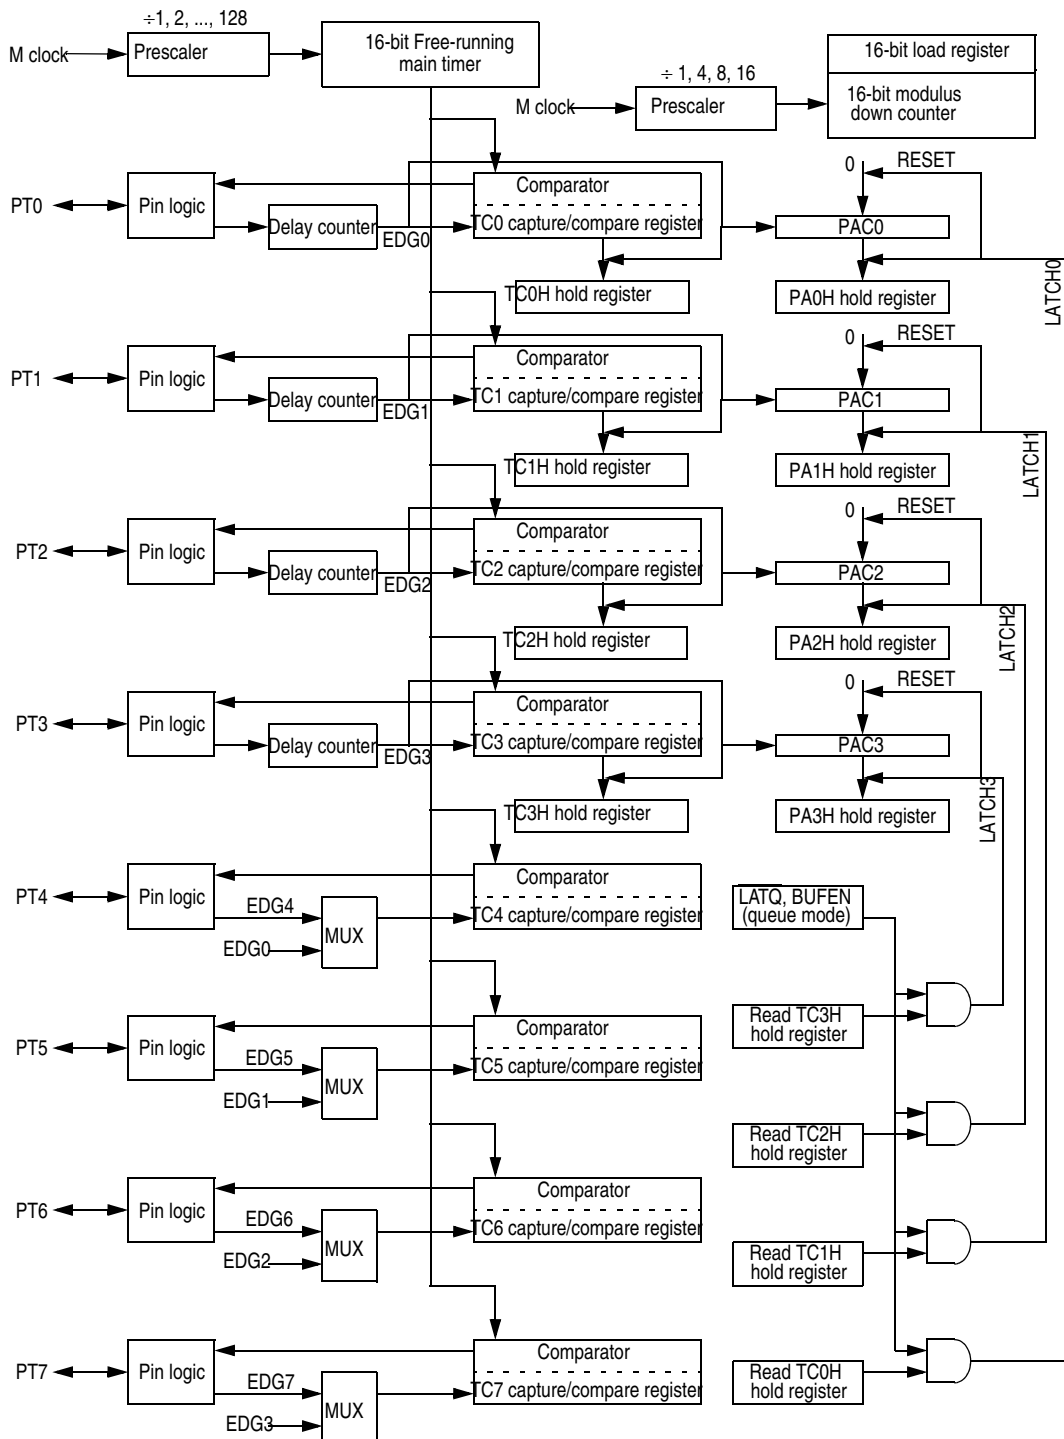 ÷1, 2, ..., 128
M clock
Prescaler
16-bit Free-running
main timer
16-bit load register
÷ 1, 4, 8, 16
M clock
Prescaler
16-bit modulus
down counter
0
RESET
PT0
Pin logic
Comparator
Delay counter
EDG0
TC0 capture/compare register
PAC0
LATCH0
TC0H hold register
PA0H hold register
0
RESET
PT1
Pin logic
Comparator
Delay counter
EDG1
TC1 capture/compare register
PAC1
LATCH1
TC1H hold register
PA1H hold register
0
RESET
PT2
Pin logic
Comparator
Delay counter
EDG2
TC2 capture/compare register
PAC2
LATCH2
TC2H hold register
PA2H hold register
0
RESET
PT3
Pin logic
Comparator
Delay counter
EDG3
TC3 capture/compare register
PAC3
LATCH3
TC3H hold register
PA3H hold register
PT4
Pin logic
Comparator
EDG4
MUX
TC4 capture/compare register
EDG0
LATQ, BUFEN
(queue mode)
PT5
Pin logic
Comparator
EDG5
MUX
TC5 capture/compare register
EDG1
Read TC3H
hold register
Read TC2H
hold register
PT6
Pin logic
Comparator
EDG6
MUX
TC6 capture/compare register
EDG2
Read TC1H
hold register
PT7
Pin logic
Comparator
EDG7
MUX
TC7 capture/compare register
EDG3
Read TC0H
hold register